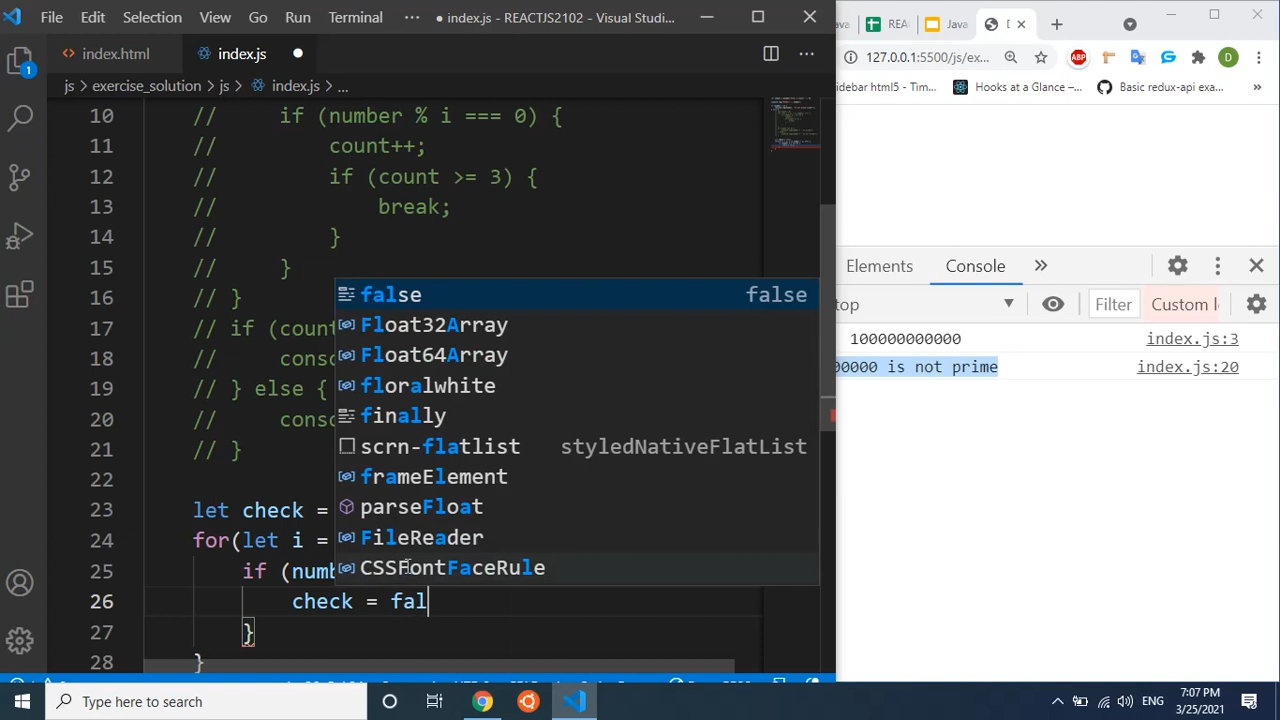 File Edit Selection View Go Run Terminal ··· ● index.js - REACTJS2102 - Visual Studio...
index.html index.js
js > exercise_solution > js > index.js > ...
10 // if (number % i === 0) {
11 // count++;
12 // if (count >= 3) {
13 // break;
14 // }
15 // }
16 // }
17 // if (count
18 // conso
19 // } else {
20 // conso
21 // }
22
23 let check =
24 for(let i =
25 if (numb
26 check = fal
27 }
28 }
false false
Float32Array
Float64Array
floralwhite
finally
scrn-flatlist styledNativeFlatList
frameElement
parseFloat
FileReader
CSSFontFaceRule
1
ava REA Java [
127.0.0.1:5500/js/ex... ABP D
idebar html5 - Tim... Hooks at a Glance –... Basic redux-api exa... »
Elements Console »
top Filter Custom l
100000000000 index.js:3
00000 is not prime index.js:20
Type here to search
ENG 7:07 PM
3/25/2021